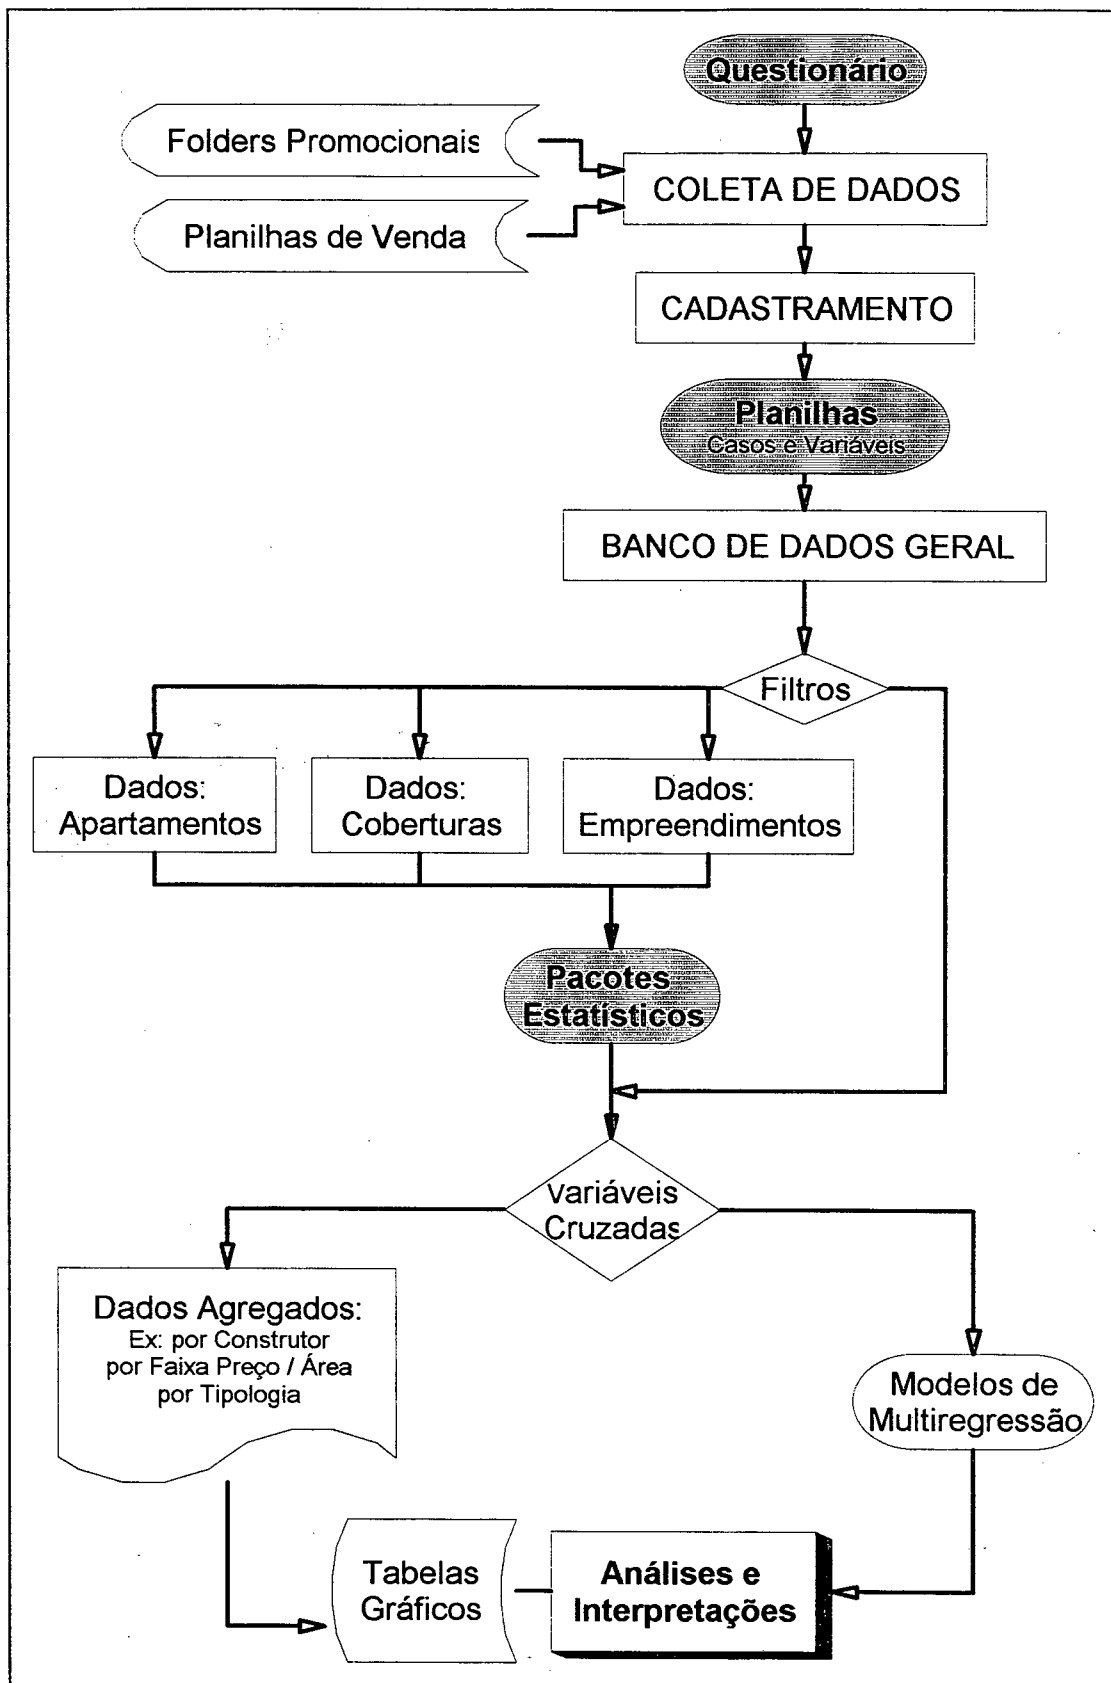 Questionário
Folders Promocionais
COLETA DE DADOS
Planilhas de Venda
CADASTRAMENTO
Planilhas
Casos e Variáveis
BANCO DE DADOS GERAL
Filtros
Dados:
Apartamentos
Dados:
Coberturas
Dados:
Empreendimentos
Pacotes
Estatísticos
Variáveis
Cruzadas
Dados Agregados:
Ex: por Construtor
por Faixa Preço / Área
por Tipologia
Modelos de
Multiregressão
Tabelas
Gráficos
Análises e
Interpretações